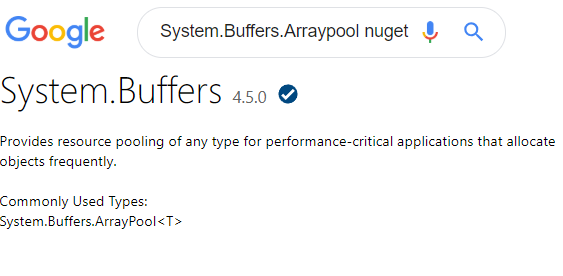 Google
System.Buffers.Arraypool nuget
System.Buffers 4.5.0
Provides resource pooling of any type for performance-critical applications that allocate
objects frequently.
Commonly Used Types:
System.Buffers.ArrayPool<T>